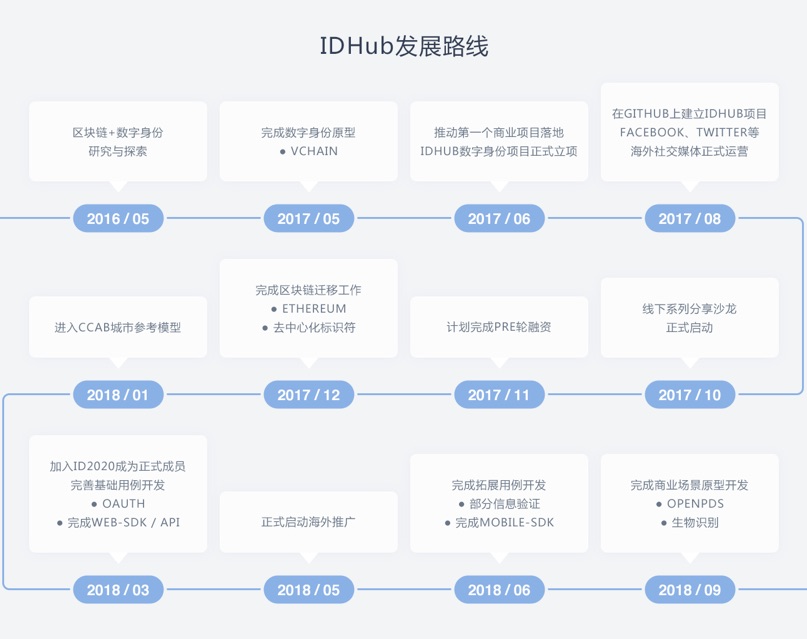 IDHub发展路线
区块链+数字身份
研究与探索
2016 / 05
完成数字身份原型
● VCHAIN
2017 / 05
推动第一个商业项目落地
IDHUB数字身份项目正式立项
2017 / 06
在GITHUB上建立IDHUB项目
FACEBOOK、TWITTER等
海外社交媒体正式运营
2017 / 08
线下系列分享沙龙
正式启动
2017 / 10
计划完成PRE轮融资
2017 / 11
完成区块链迁移工作
● ETHEREUM
● 去中心化标识符
2017 / 12
进入CCAB城市参考模型
2018 / 01
加入ID2020成为正式成员
完善基础用例开发
● OAUTH
● 完成WEB-SDK / API
2018 / 03
正式启动海外推广
2018 / 05
完成拓展用例开发
● 部分信息验证
● 完成MOBILE-SDK
2018 / 06
完成商业场景原型开发
● OPENPDS
● 生物识别
2018 / 09